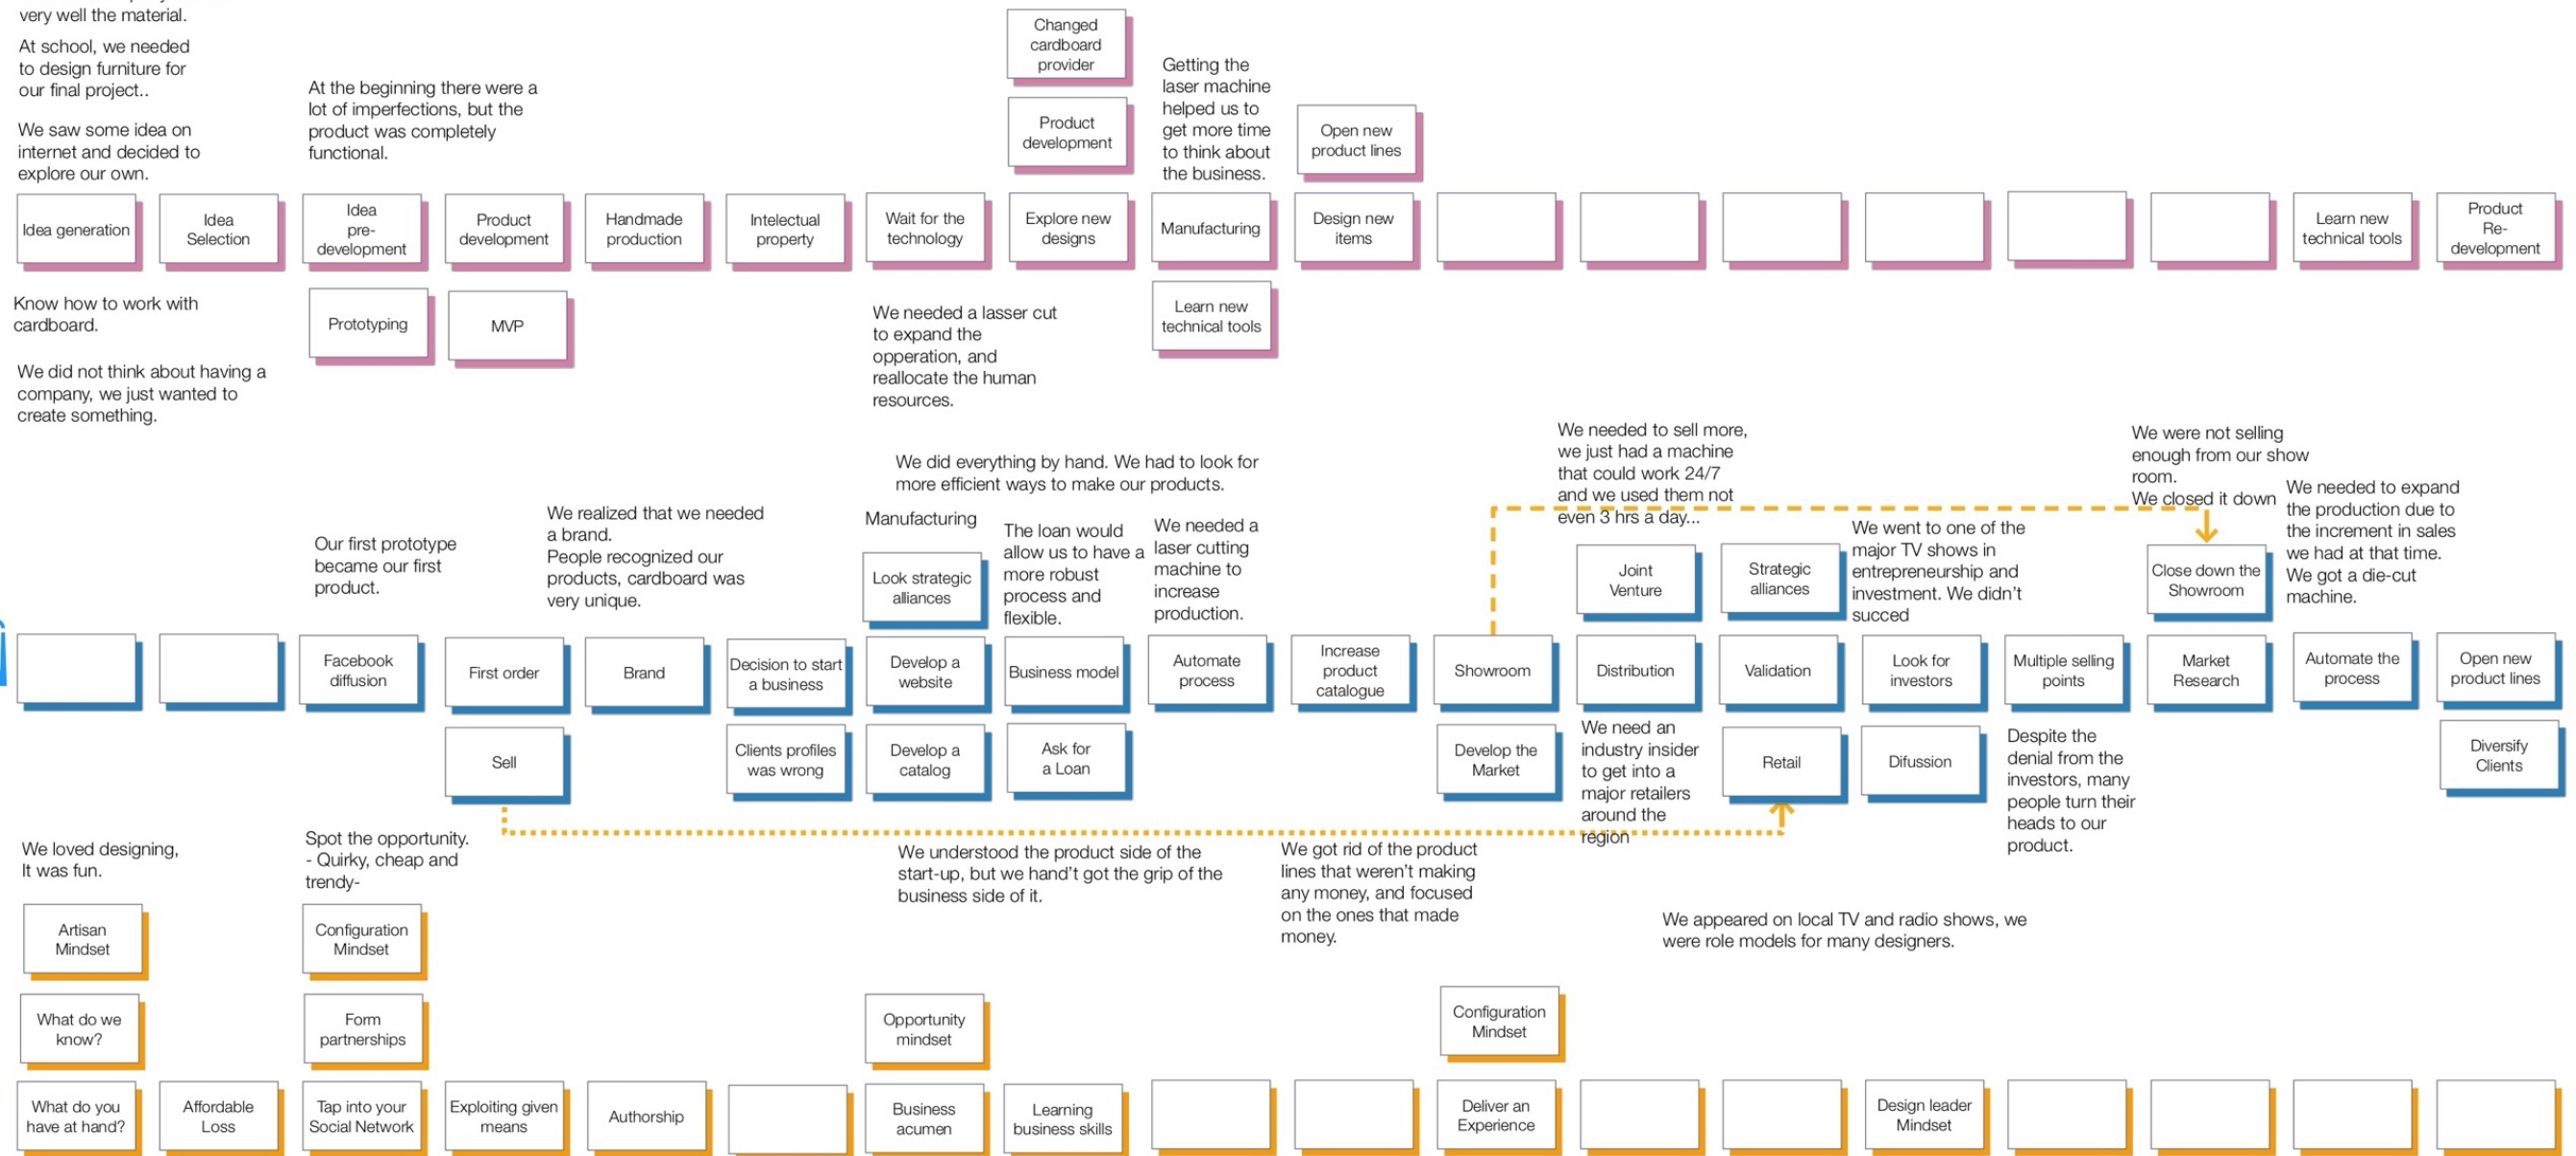 very well the material.
At school, we needed
to design furniture for
our final project..
We saw some idea on
internet and decided to
explore our own.
At the beginning there were a
lot of imperfections, but the
product was completely
functional.
Changed
cardboard
provider
Product
development
Getting the
laser machine
helped us to
get more time
to think about
the business.
Open new
product lines
Idea generation
Idea
Selection
Idea
pre-
development
Product
development
Handmade
production
Intelectual
property
Wait for the
technology
Explore new
designs
Manufacturing
Design new
items
Learn new
technical tools
Product
Re-
development
Prototyping
MVP
Learn new
technical tools
Know how to work with
cardboard.
We did not think about having a
company, we just wanted to
create something.
We needed a lasser cut
to expand the
opperation, and
reallocate the human
resources.
We did everything by hand. We had to look for
more efficient ways to make our products.
We needed to sell more,
we just had a machine
that could work 24/7
and we used them not
even 3 hrs a day...
We were not selling
enough from our show
room.
We closed it down
Our first prototype
became our first
product.
We realized that we needed
a brand.
People recognized our
products, cardboard was
very unique.
Manufacturing
Look strategic
alliances
The loan would
allow us to have a
more robust
process and
flexible.
We needed a
laser cutting
machine to
increase
production.
Joint
Venture
Strategic
alliances
We went to one of the
major TV shows in
entrepreneurship and
investment. We didn't
succed
Close down the
Showroom
We needed to expand
the production due to
the increment in sales
we had at that time.
We got a die-cut
machine.
Facebook
diffusion
First order
Brand
Decision to start
a business
Develop a
website
Business model
Automate
process
Increase
product
catalogue
Showroom
Distribution
Validation
Look for
investors
Multiple selling
points
Market
Research
Automate the
process
Open new
product lines
Sell
Clients profiles
was wrong
Develop a
catalog
Ask for
a Loan
Develop the
Market
We need an
industry insider
to get into a
major retailers
around the
region
Retail
Difussion
Despite the
denial from the
investors, many
people turn their
heads to our
product.
Diversify
Clients
We loved designing,
It was fun.
Spot the opportunity.
- Quirky, cheap and
trendy-
We understood the product side of the
start-up, but we hand't got the grip of the
business side of it.
We got rid of the product
lines that weren't making
any money, and focused
on the ones that made
money.
We appeared on local TV and radio shows, we
were role models for many designers.
Artisan
Mindset
Configuration
Mindset
What do we
know?
Form
partnerships
Opportunity
mindset
Configuration
Mindset
What do you
have at hand?
Affordable
Loss
Tap into your
Social Network
Exploiting given
means
Authorship
Business
acumen
Learning
business skills
Deliver an
Experience
Design leader
Mindset